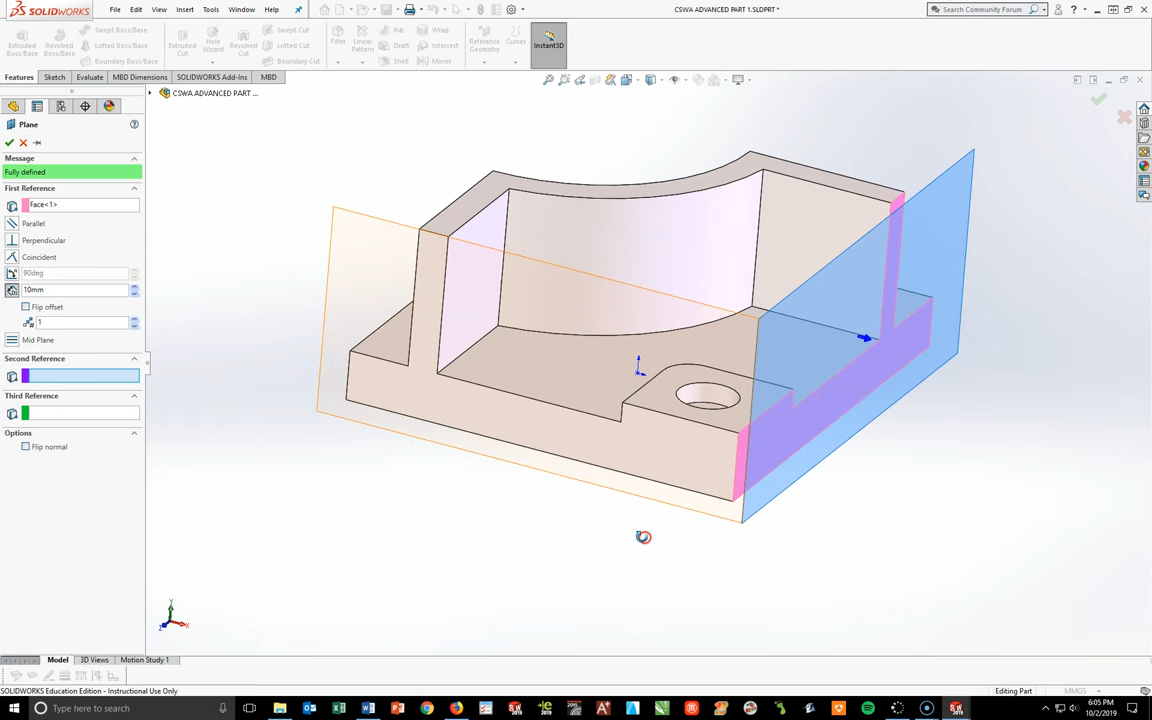 SOLIDWORKS File Edit View Insert Tools Window Help CSWA ADVANCED PART 1.SLDPRT * Search Community Forum ?
Extruded Boss/Base Revolved Boss/Base Swept Boss/Base Lofted Boss/Base Boundary Boss/Base Extruded Cut Hole Wizard Revolved Cut Swept Cut Lofted Cut Boundary Cut Fillet Linear Pattern Rib Draft Shell Wrap Intersect Mirror Reference Geometry Curves Instant3D
Features Sketch Evaluate MBD Dimensions SOLIDWORKS Add-Ins MBD
CSWA ADVANCED PART ...
Plane
Message
Fully defined
First Reference
Face<1>
Parallel
Perpendicular
Coincident
90deg
10mm
Flip offset
1
Mid Plane
Second Reference
Third Reference
Options
Flip normal
Y
Z X
Model 3D Views Motion Study 1
SOLIDWORKS Education Edition - Instructional Use Only Editing Part MMGS
Type here to search 6:05 PM
10/2/2019